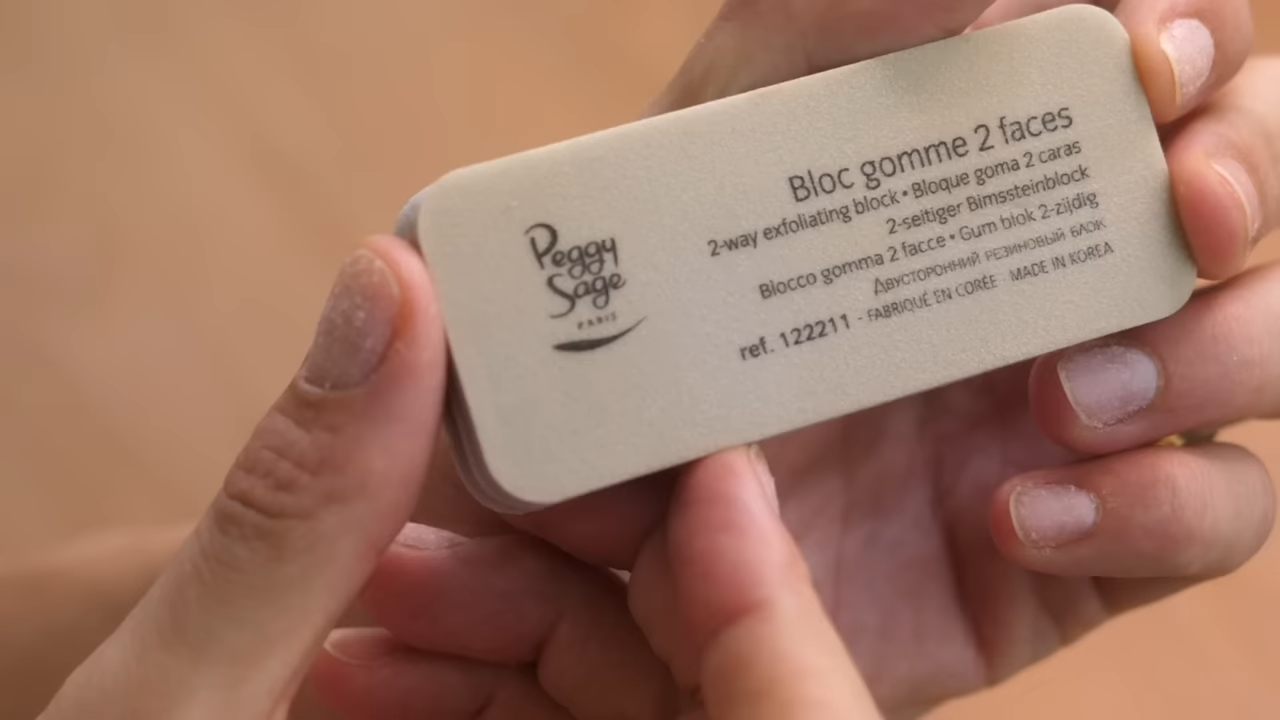 Peggy
Sage
PARIS
Bloc gomme 2 faces
2-way exfoliating block • Bloque goma 2 caras
2-seitiger Bimssteinblock
Blocco gomma 2 facce • Gum blok 2-zijdig
Двусторонний резиновый блок
ref. 122211 - FABRIQUÉ EN CORÉE - MADE IN KOREA